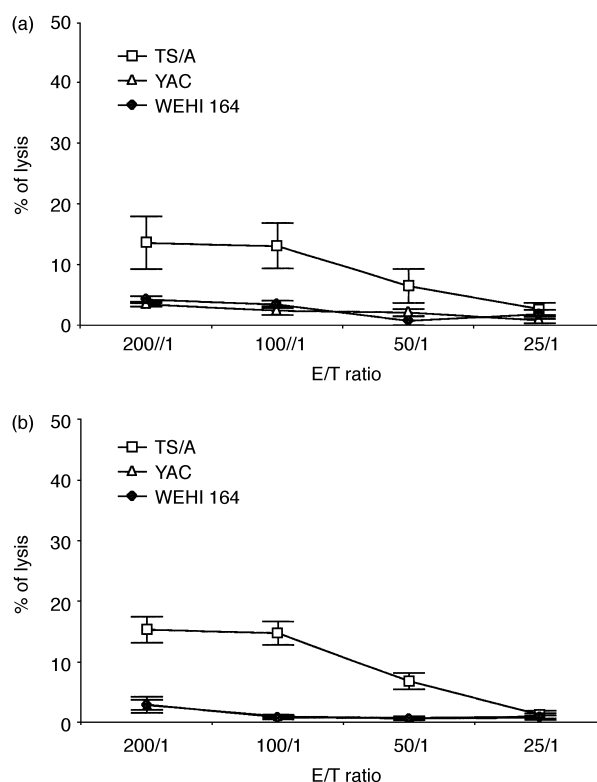 (a)
50
40
30
20
10
0
% of lysis
TS/A
YAC
WEHI 164
200//1 100//1 50/1 25/1
E/T ratio
(b)
50
40
30
20
10
0
% of lysis
TS/A
YAC
WEHI 164
200/1 100/1 50/1 25/1
E/T ratio